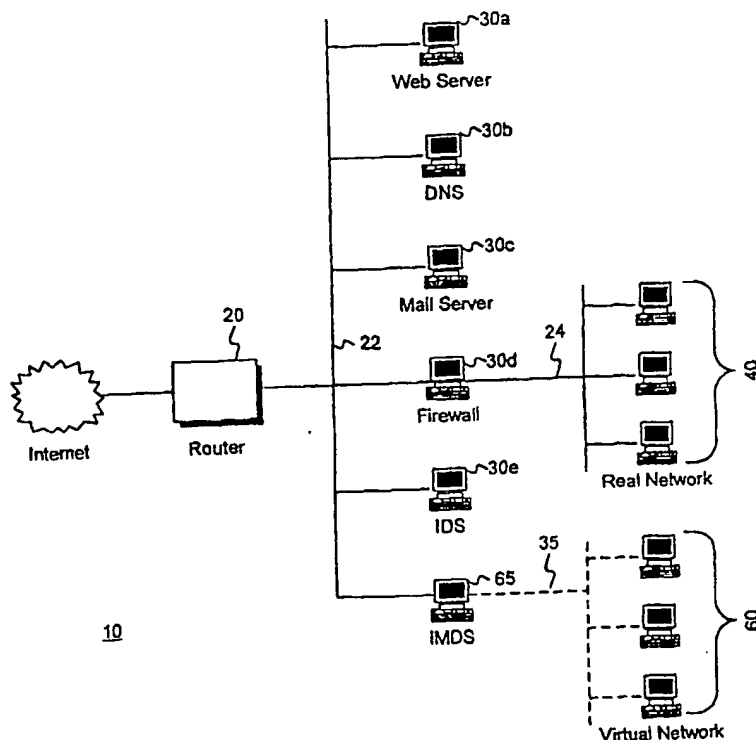 30a
Web Server
30b
DNS
30c
Mail Server
20
22
30d
24
40
Internet
Router
Firewall
Real Network
30e
IDS
65
35
60
10
IMDS
Virtual Network